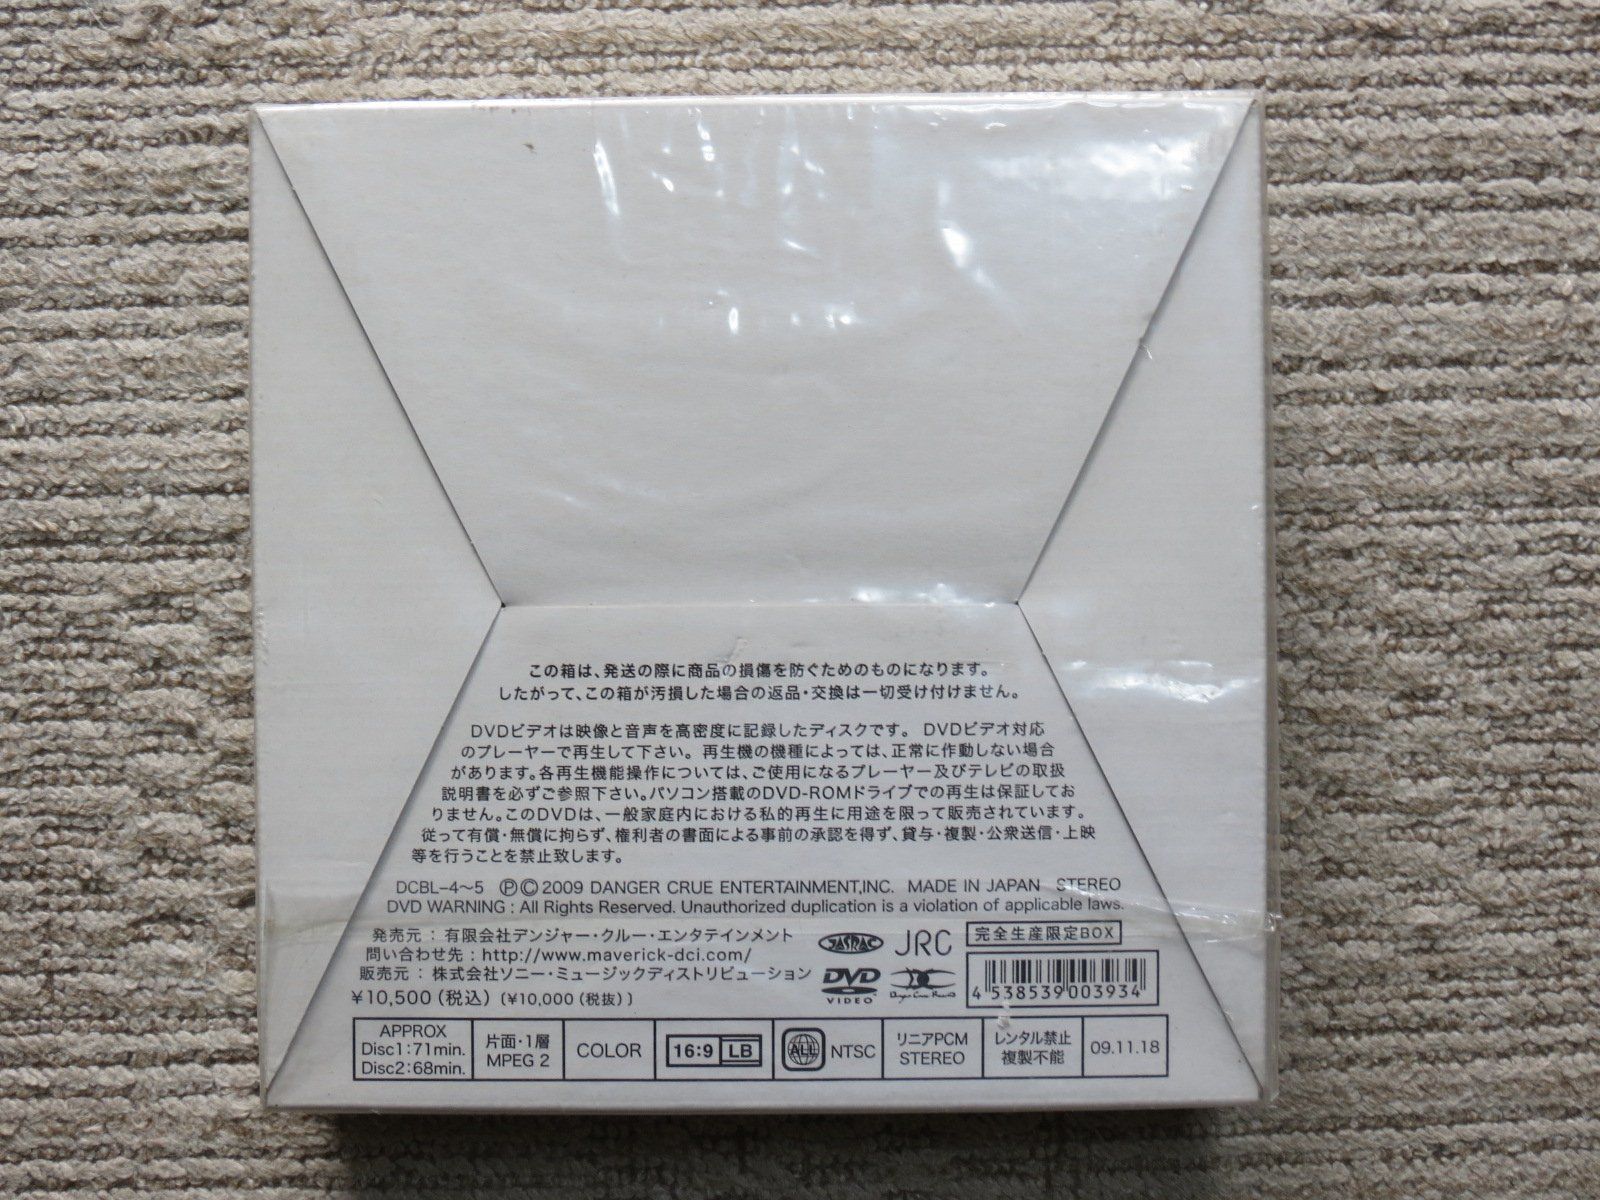 この箱は、発送の際に商品の損傷を防ぐためのものになります。
したがって、この箱が汚損した場合の返品・交換は一切受け付けません。
DVDビデオは映像と音声を高密度に記録したディスクです。 DVDビデオ対応
のプレーヤーで再生して下さい。再生機の機種によっては、正常に作動しない場合
があります。各再生機能操作については、ご使用になるプレーヤー及びテレビの取扱
説明書を必ずご参照下さい。パソコン搭載のDVD-ROMドライブでの再生は保証してお
りません。このDVDは、一般家庭内における私的再生に用途を限って販売されています。
従って有償・無償に拘らず、権利者の書面による事前の承認を得ず、貸与・複製・公衆送信・上映
等を行うことを禁止致します。
DCBL-4〜5 ℗©2009 DANGER CRUE ENTERTAINMENT,INC. MADE IN JAPAN STEREO
DVD WARNING : All Rights Reserved. Unauthorized duplication is a violation of applicable laws.
発売元 : 有限会社デンジャー・クルー・エンタテインメント
問い合わせ先 : http://www.maverick-dci.com/
販売元 : 株式会社ソニー・ミュージックディストリビューション
¥10,500(税込)〔¥10,000(税抜)〕
JASRAC JRC 完全生産限定BOX
DVD VIDEO
4 538539 003934
APPROX Disc1:71min. Disc2:68min.
片面・1層 MPEG 2
COLOR
16:9 LB
ALL NTSC
リニアPCM STEREO
レンタル禁止 複製不能
09.11.18